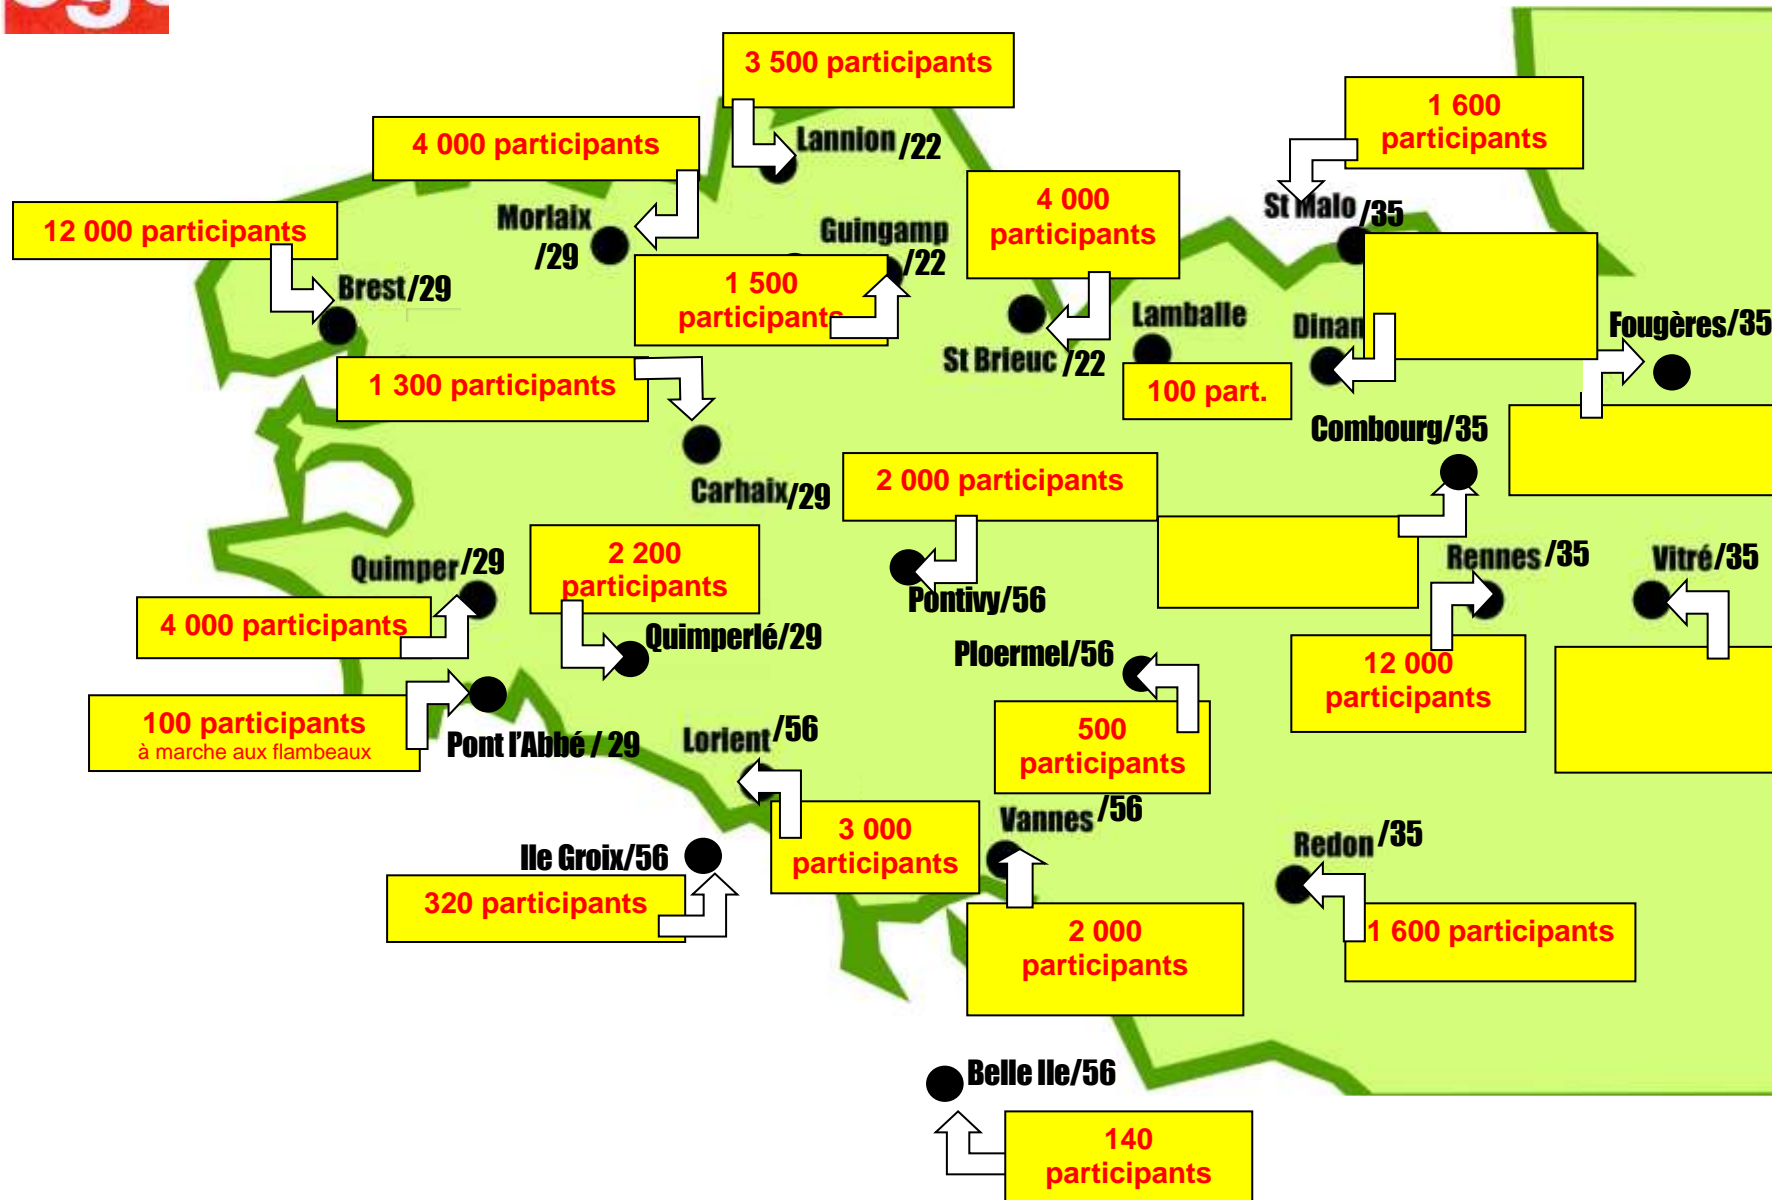 3 500 participants
1 600
participants
4 000 participants
Lannion /22
4 000
participants
St Malo /35
Morlaix
/29
12 000 participants
Guingamp
/22
Brest/29
1 500
participants
Lamballe
Dinan
Fougères/35
St Brieuc /22
1 300 participants
100 part.
Combourg/35
Carhaix/29
2 000 participants
Quimper/29
2 200
participants
Rennes /35
Vitré/35
Pontivy/56
4 000 participants
Quimperlé/29
Ploermel/56
12 000
participants
100 participants
à marche aux flambeaux
Pont l'Abbé / 29
Lorient/56
500
participants
Vannes /56
3 000
participants
Redon /35
Ile Groix/56
320 participants
2 000
participants
1 600 participants
Belle Ile/56
140
participants